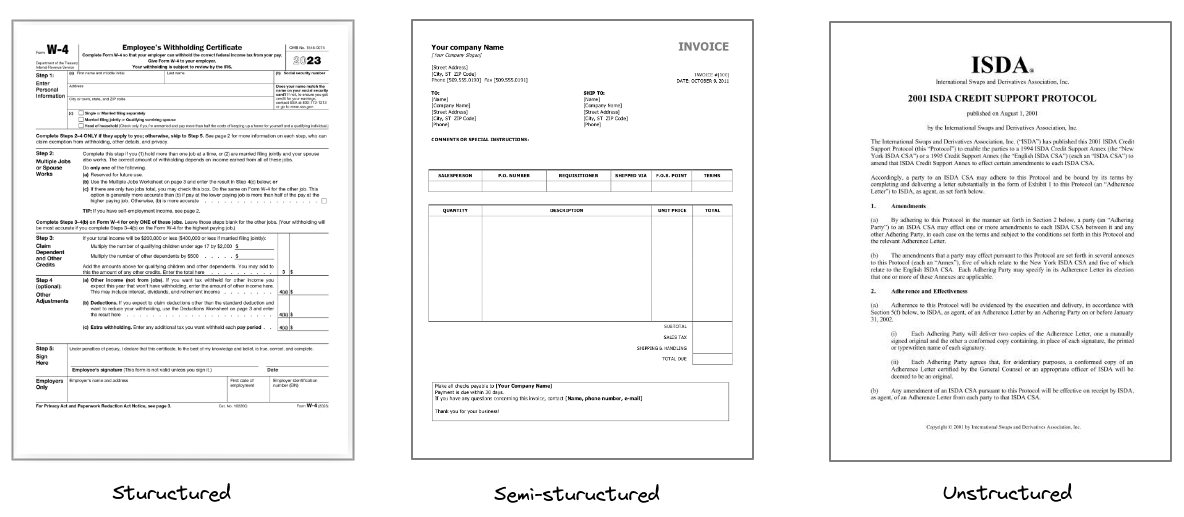 Form W-4
Department of the Treasury
Internal Revenue Service
Employee's Withholding Certificate
Complete Form W-4 so that your employer can withhold the correct federal income tax from your pay.
Give Form W-4 to your employer.
Your withholding is subject to review by the IRS.
OMB No. 1545-0074
2023
Step 1:
Enter
Personal
Information
(a) First name and middle initial
Last name
(b) Social security number
Address
City or town, state, and ZIP code
Does your name match the
name on your social security
card?
(c)
Single or Married filing separately
Married filing jointly or Qualifying surviving spouse
Head of household (Check only if you're unmarried and pay more than half the costs of keeping up a home for yourself and a qualifying individual.)
Complete Steps 2–4 ONLY if they apply to you; otherwise, skip to Step 5. See page 2 for more information on each step, who can
claim exemption from withholding, other details, and privacy.
Step 2:
Multiple Jobs
or Spouse
Works
Complete this step if you (1) hold more than one job at a time, or (2) are married filing jointly and your spouse
also works. The correct amount of withholding depends on income earned from all of these jobs.
Do only one of the following.
(a) Reserved for future use.
(b) Use the Multiple Jobs Worksheet on page 3 and enter the result in Step 4(c) below; or
(c) If there are only two jobs total, you may check this box. Do the same on Form W-4 for the other job. This
option is generally more accurate than (b) if pay at the lower paying job is more than half of the pay at the
higher paying job. Otherwise, (b) is more accurate
TIP: If you have self-employment income, see page 2.
Complete Steps 3–4(b) on Form W-4 for only ONE of these jobs. Leave those steps blank for the other jobs. (Your withholding will
be most accurate if you complete Steps 3–4(b) on the Form W-4 for the highest paying job.)
Step 3:
Claim
Dependent
and Other
Credits
If your total income will be $200,000 or less ($400,000 or less if married filing jointly):
Multiply the number of qualifying children under age 17 by $2,000 $
Multiply the number of other dependents by $500 . . . . . $
Add the amounts above for qualifying children and other dependents. You may add to
this the amount of any other credits. Enter the total here . . . . . . . . . . 3 $
Step 4
(optional):
Other
Adjustments
(a) Other income (not from jobs). If you want tax withheld for other income you
expect this year that won't have withholding, enter the amount of other income here.
This may include interest, dividends, and retirement income . . . . . . . . 4(a) $
(b) Deductions. If you expect to claim deductions other than the standard deduction and
want to reduce your withholding, use the Deductions Worksheet on page 3 and enter
the result here . . . . . . . . . . . . . . . . . . . . . . . 4(b) $
(c) Extra withholding. Enter any additional tax you want withheld each pay period . . 4(c) $
Step 5:
Sign
Here
Under penalties of perjury, I declare that this certificate, to the best of my knowledge and belief, is true, correct, and complete.
Employee's signature (This form is not valid unless you sign it.)
Date
Employers
Only
Employer's name and address
First date of
employment
Employer identification
number (EIN)
For Privacy Act and Paperwork Reduction Act Notice, see page 3.
Form W-4 (2023)
Your company Name
[Your Company Slogan]
INVOICE
[Street Address]
[City, ST ZIP Code]
Phone [509.555.0190] Fax [509.555.0191]
INVOICE #[100]
DATE: OCTOBER 9, 2011
TO:
[Name]
[Company Name]
[Street Address]
[City, ST ZIP Code]
[Phone]
SHIP TO:
[Name]
[Company Name]
[Street Address]
[City, ST ZIP Code]
[Phone]
COMMENTS OR SPECIAL INSTRUCTIONS:
SALESPERSON P.O. NUMBER REQUISITIONER SHIPPED VIA F.O.B. POINT TERMS
QUANTITY DESCRIPTION UNIT PRICE TOTAL
SUBTOTAL
SALES TAX
SHIPPING & HANDLING
TOTAL DUE
Make all checks payable to [Your Company Name]
Payment is due within 30 days.
If you have any questions concerning this invoice, contact [Name, phone number, e-mail]
Thank you for your business!
ISDA®
International Swaps and Derivatives Association, Inc.
2001 ISDA CREDIT SUPPORT PROTOCOL
published on August 1, 2001
by the International Swaps and Derivatives Association, Inc.
The International Swaps and Derivatives Association, Inc. ("ISDA") has published this 2001 ISDA Credit
Support Protocol (this "Protocol") to enable the parties to a 1994 ISDA Credit Support Annex (the "New
York ISDA CSA") or a 1995 Credit Support Annex (the "English ISDA CSA") (each an "ISDA CSA") to
amend that ISDA Credit Support Annex to effect certain amendments to each ISDA CSA.
Accordingly, a party to an ISDA CSA may adhere to this Protocol and be bound by its terms by
completing and delivering a letter substantially in the form of Exhibit 1 to this Protocol (an "Adherence
Letter") to ISDA, as agent, as set forth below.
1. Amendments
(a) By adhering to this Protocol in the manner set forth in Section 2 below, a party (an "Adhering
Party") to an ISDA CSA may effect one or more amendments to each ISDA CSA between it and any
other Adhering Party, in each case on the terms and subject to the conditions set forth in this Protocol and
the relevant Adherence Letter.
(b) The amendments that a party may effect pursuant to this Protocol are set forth in several annexes
to this Protocol (each an "Annex"), five of which relate to the New York ISDA CSA and five of which
relate to the English ISDA CSA. Each Adhering Party may specify in its Adherence Letter its election
that one or more of these Annexes are applicable.
2. Adherence and Effectiveness
(a) Adherence to this Protocol will be evidenced by the execution and delivery, in accordance with
Section 5(f) below, to ISDA, as agent, of an Adherence Letter by an Adhering Party on or before January
31, 2002.
(i) Each Adhering Party will deliver two copies of the Adherence Letter, one a manually
signed original and the other a conformed copy containing, in place of each signature, the printed
or typewritten name of each signatory.
(ii) Each Adhering Party agrees that, for evidentiary purposes, a conformed copy of an
Adherence Letter certified by the General Counsel or an appropriate officer of ISDA will be
deemed to be an original.
(b) Any amendment of an ISDA CSA pursuant to this Protocol will be effective on receipt by ISDA,
as agent, of an Adherence Letter from each party to that ISDA CSA.
Copyright © 2001 by International Swaps and Derivatives Association, Inc.
Stuructured
Semi-stuructured
Unstructured